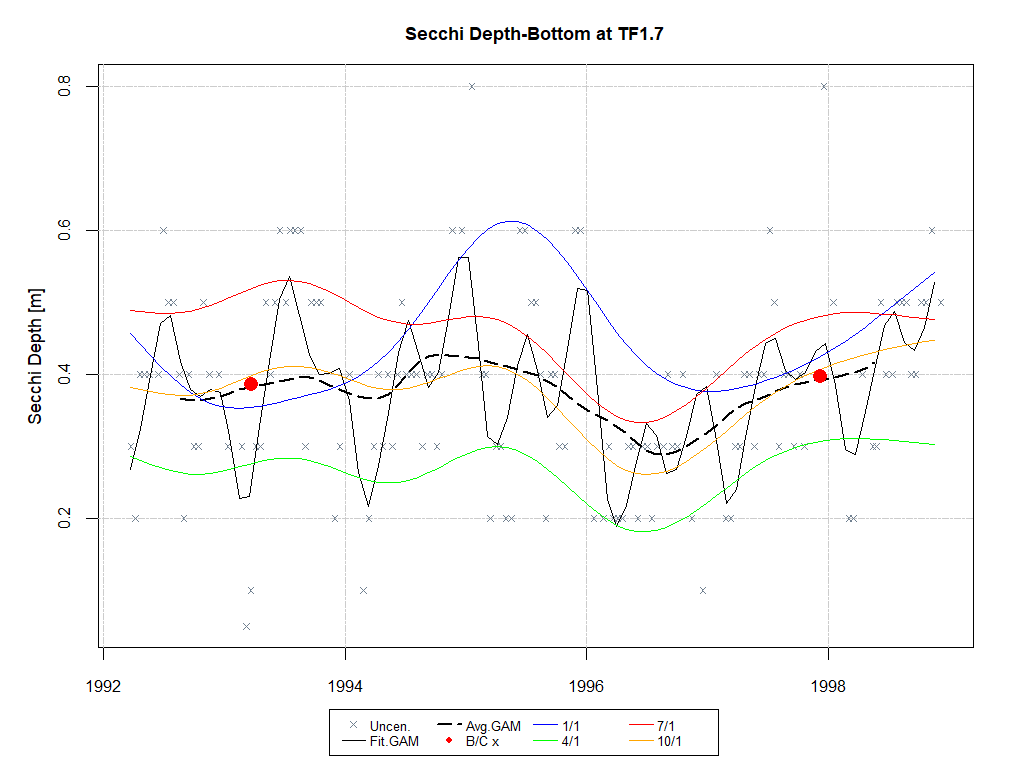 Secchi Depth-Bottom at TF1.7
Secchi Depth [m]
0.8
0.6
0.4
0.2
1992 1994 1996 1998
Uncen. Avg.GAM 1/1 7/1
Fit.GAM B/C x 4/1 10/1